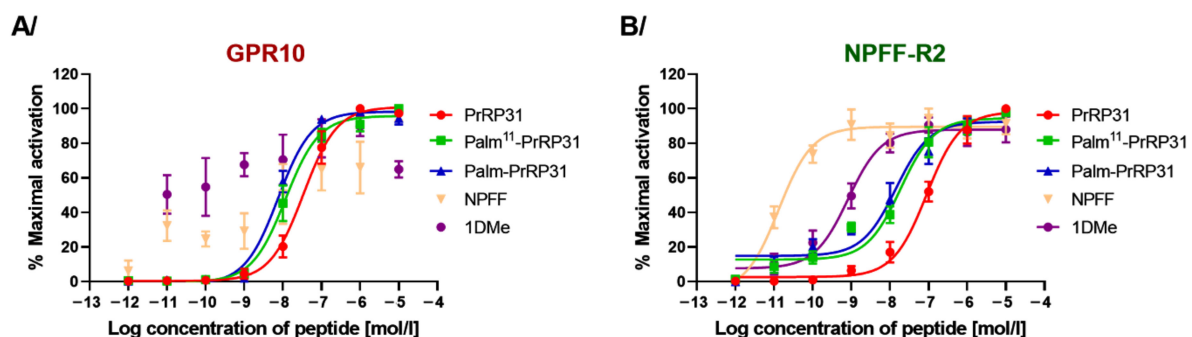 A/
GPR10
120
100
80
60
40
20
0
% Maximal activation
−13 −12 −11 −10 −9 −8 −7 −6 −5 −4
Log concentration of peptide [mol/l]
PrRP31
Palm¹¹-PrRP31
Palm-PrRP31
NPFF
1DMe
B/
NPFF-R2
120
100
80
60
40
20
0
% Maximal activation
−13 −12 −11 −10 −9 −8 −7 −6 −5 −4
Log concentration of peptide [mol/l]
PrRP31
Palm¹¹-PrRP31
Palm-PrRP31
NPFF
1DMe